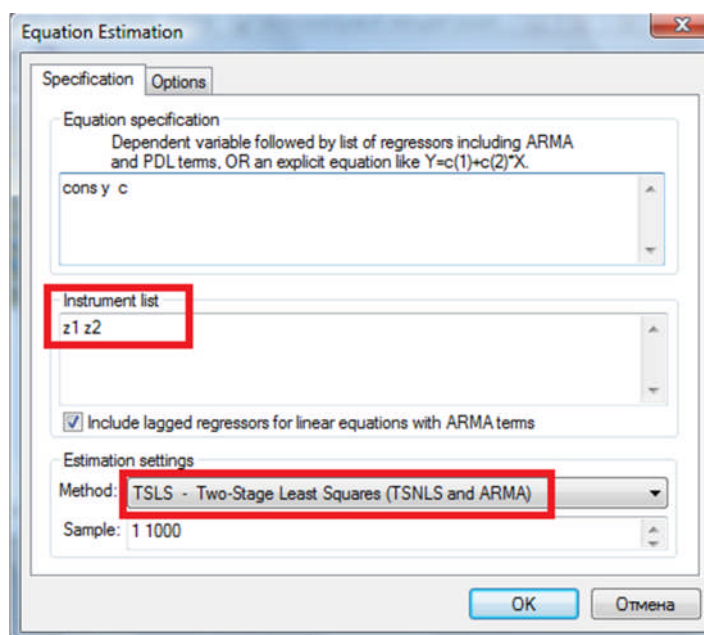 Equation Estimation
Specification
Options
Equation specification
Dependent variable followed by list of regressors including ARMA
and PDL terms, OR an explicit equation like Y=c(1)+c(2)*X.
cons y c
Instrument list
z1 z2
Include lagged regressors for linear equations with ARMA terms
Estimation settings
Method: TSLS - Two-Stage Least Squares (TSNLS and ARMA)
Sample: 1 1000
OK
Отмена